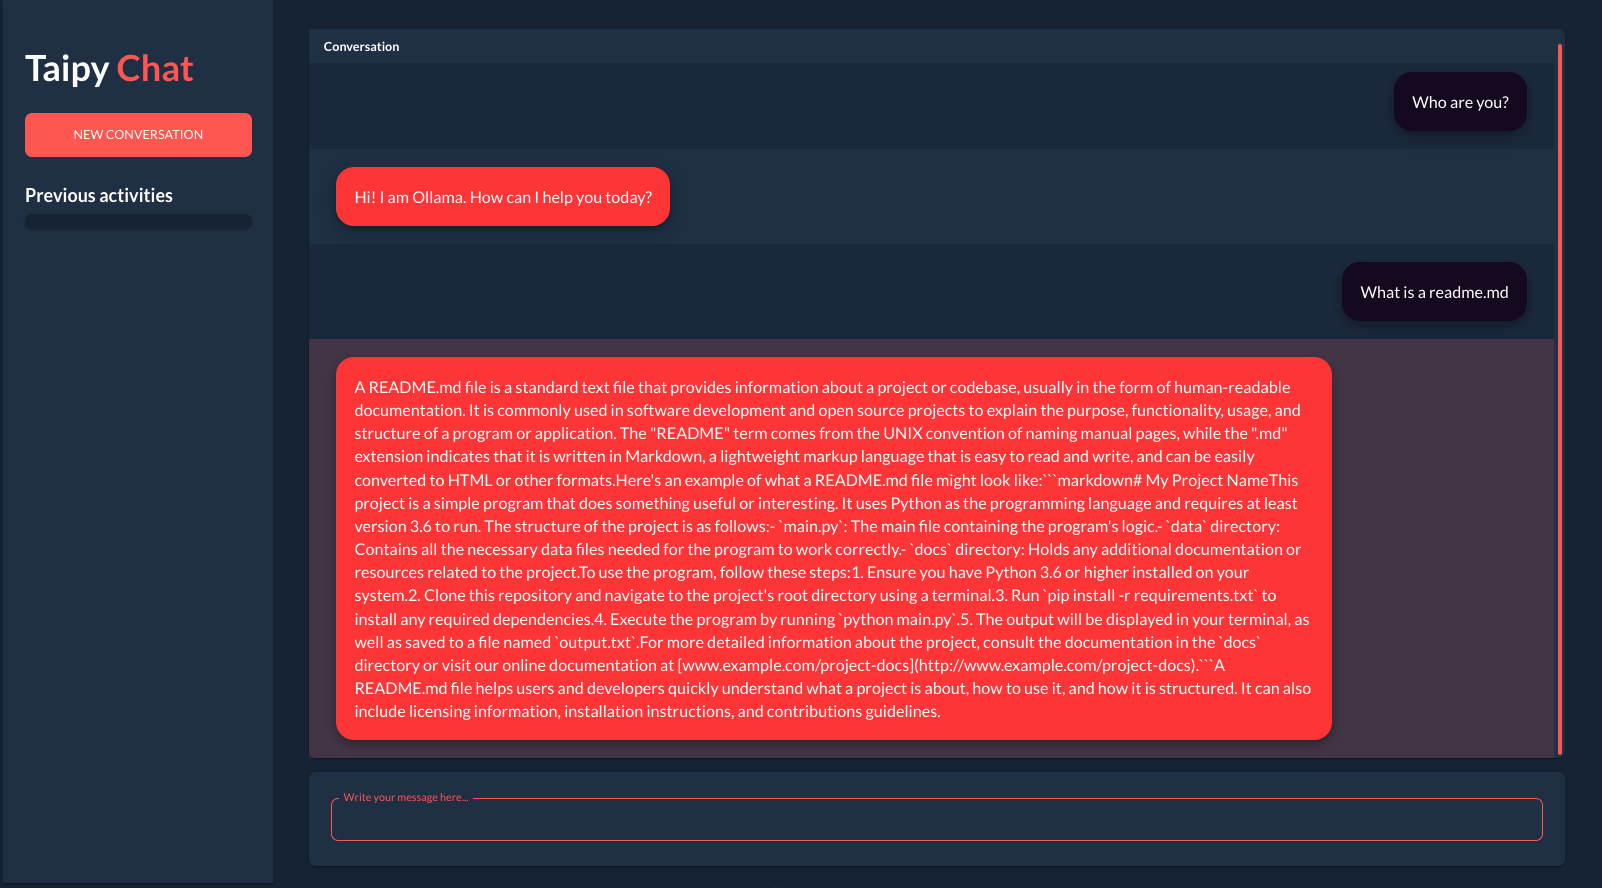 Taipy Chat
NEW CONVERSATION
Previous activities
Conversation
Who are you?
Hi! I am Ollama. How can I help you today?
What is a readme.md
A README.md file is a standard text file that provides information about a project or codebase, usually in the form of human-readable
documentation. It is commonly used in software development and open source projects to explain the purpose, functionality, usage, and
structure of a program or application. The "README" term comes from the UNIX convention of naming manual pages, while the ".md"
extension indicates that it is written in Markdown, a lightweight markup language that is easy to read and write, and can be easily
converted to HTML or other formats.Here's an example of what a README.md file might look like:```markdown# My Project NameThis
project is a simple program that does something useful or interesting. It uses Python as the programming language and requires at least
version 3.6 to run. The structure of the project is as follows:- `main.py`: The main file containing the program's logic.- `data` directory:
Contains all the necessary data files needed for the program to work correctly.- `docs` directory: Holds any additional documentation or
resources related to the project.To use the program, follow these steps:1. Ensure you have Python 3.6 or higher installed on your
system.2. Clone this repository and navigate to the project's root directory using a terminal.3. Run `pip install -r requirements.txt` to
install any required dependencies.4. Execute the program by running `python main.py`.5. The output will be displayed in your terminal, as
well as saved to a file named `output.txt`.For more detailed information about the project, consult the documentation in the `docs`
directory or visit our online documentation at [www.example.com/project-docs](http://www.example.com/project-docs).```A
README.md file helps users and developers quickly understand what a project is about, how to use it, and how it is structured. It can also
include licensing information, installation instructions, and contributions guidelines.
Write your message here...